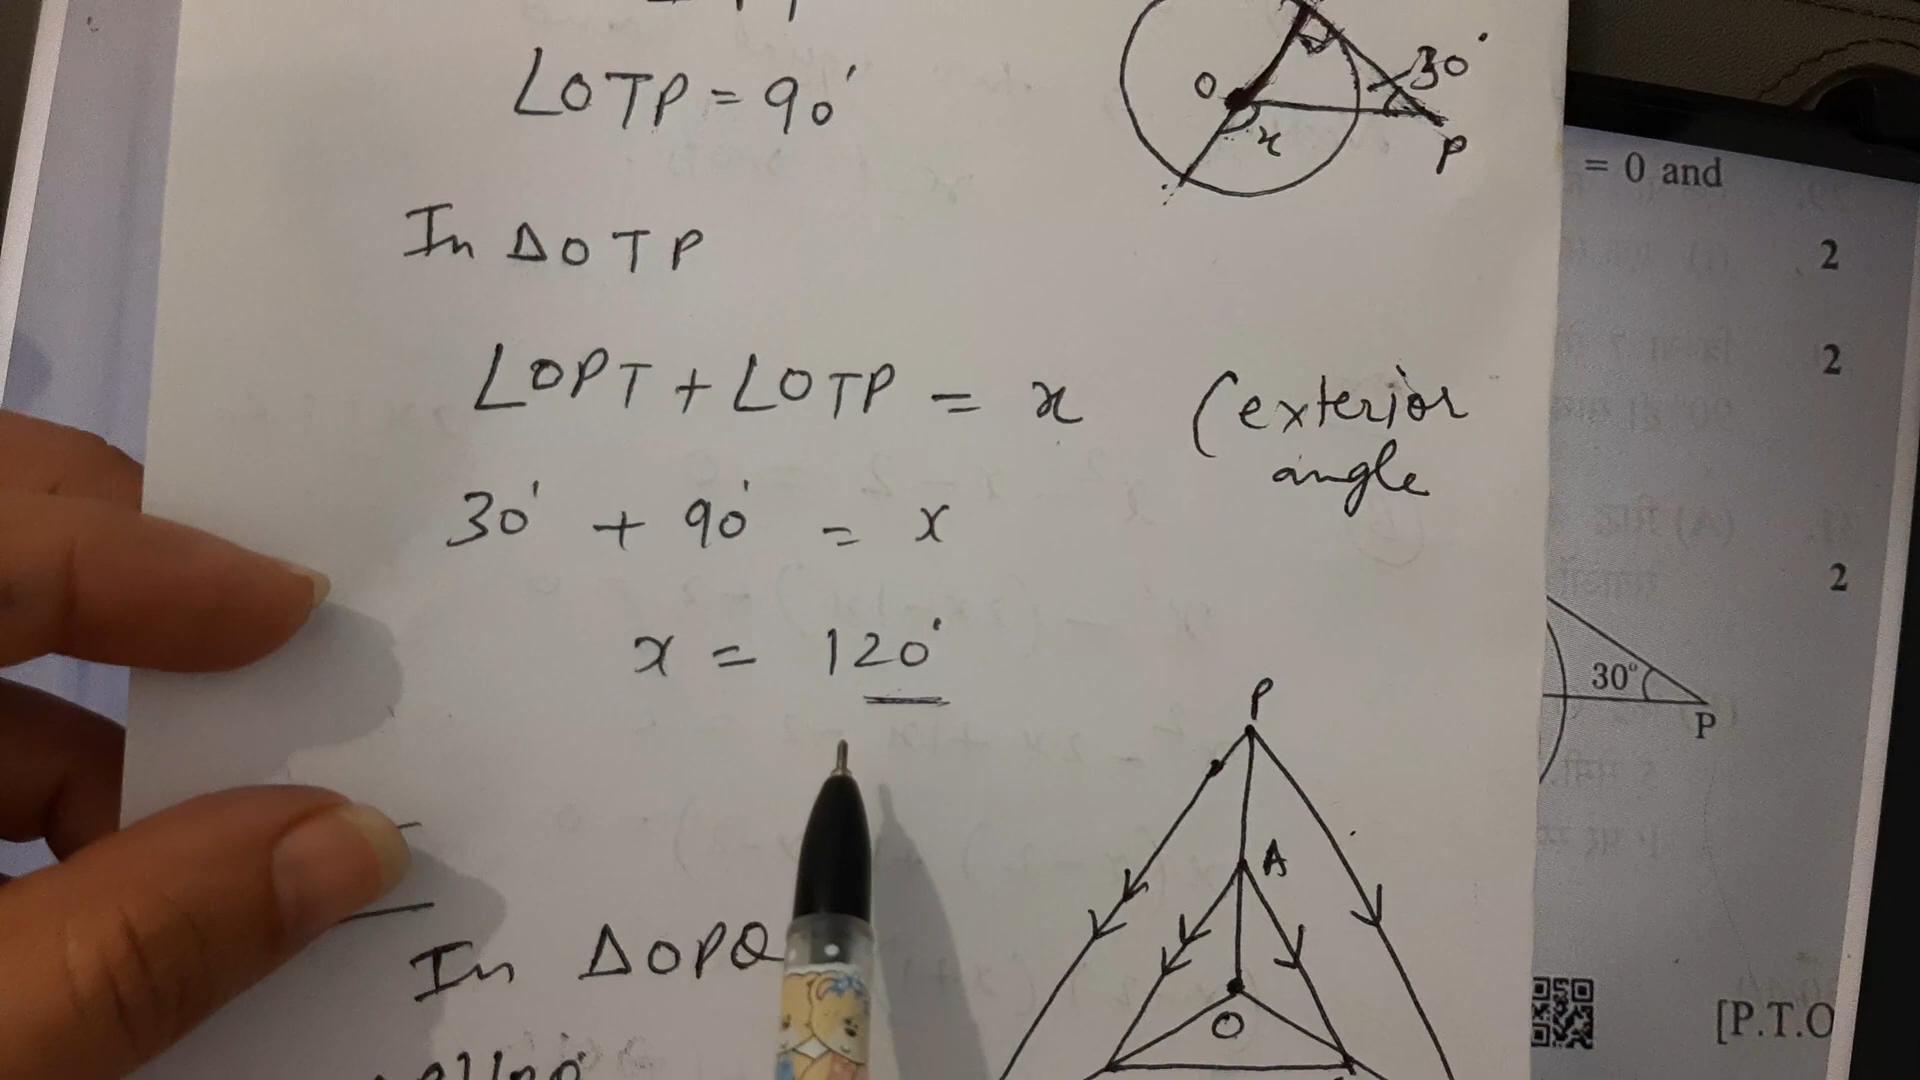 ∠OTP = 90°
30°
O
x
P
In ΔOTP
∠OPT + ∠OTP = x (exterior
angle
30° + 90° = x
x = 120°
P
A
O
In ΔOPQ
= 0 and
2
2
2
30°
P
[P.T.O